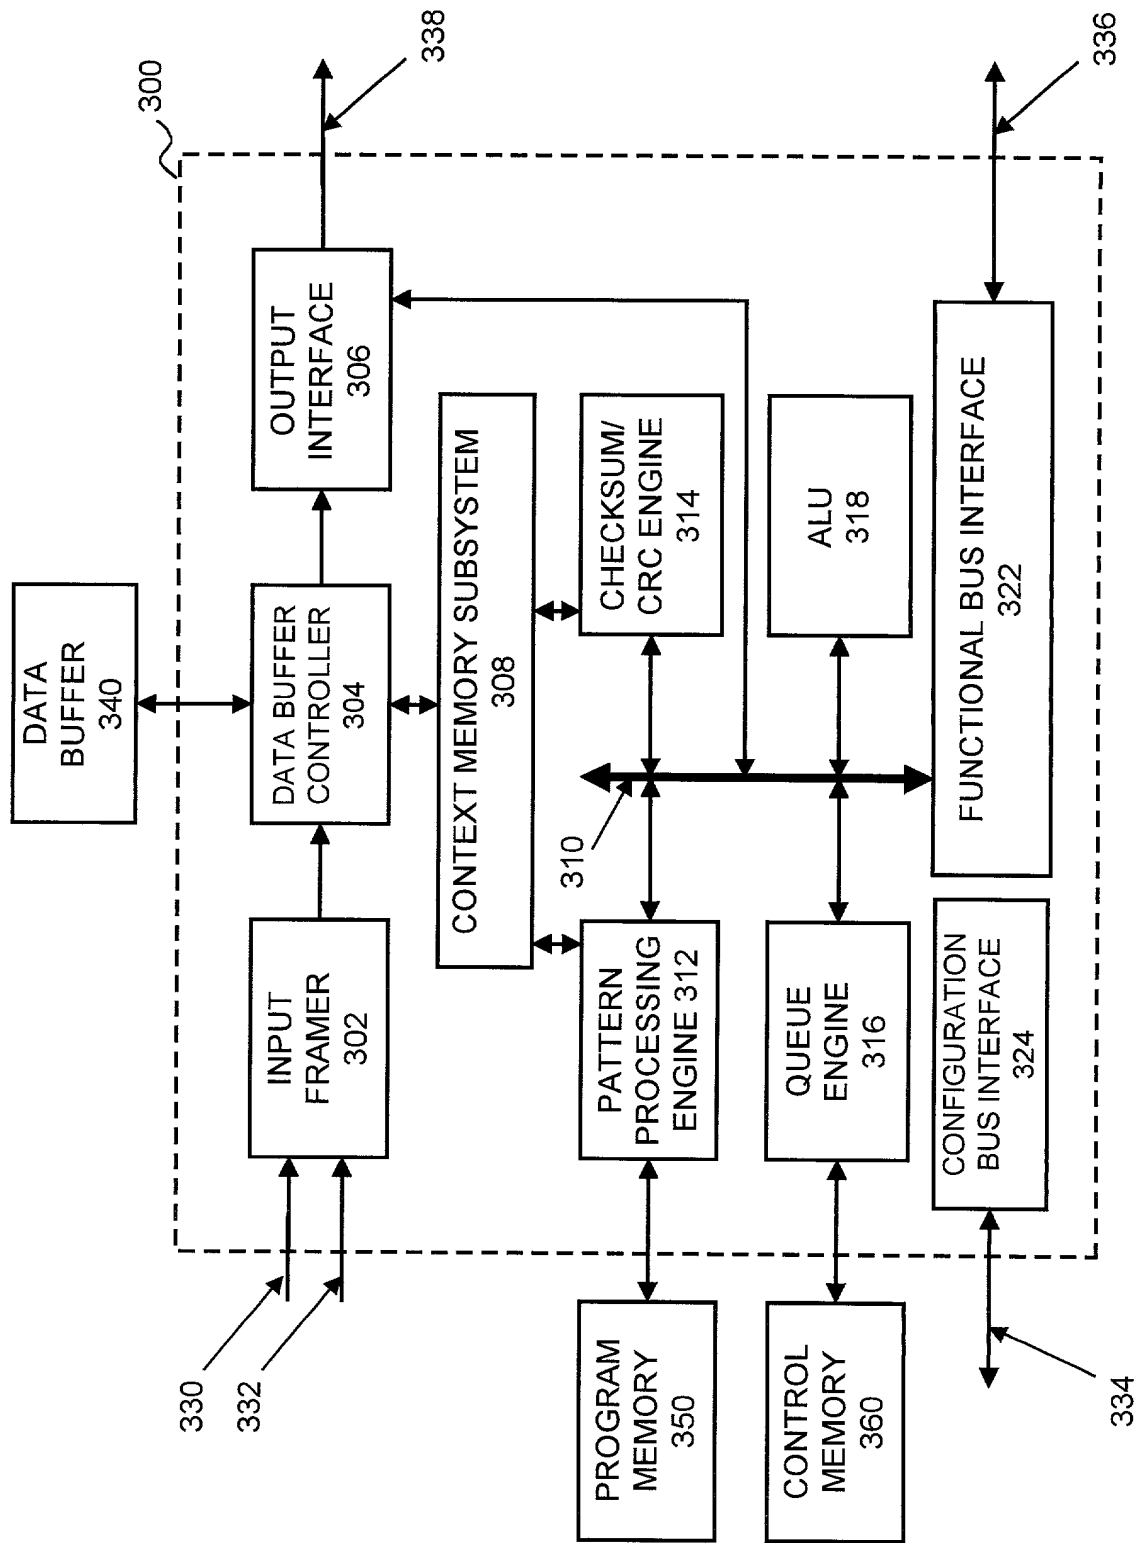 300
DATA
BUFFER
340
338
INPUT
FRAMER
302
DATA BUFFER
CONTROLLER
304
OUTPUT
INTERFACE
306
330
332
CONTEXT MEMORY SUBSYSTEM
308
PROGRAM
MEMORY
350
PATTERN
PROCESSING
ENGINE 312
310
CHECKSUM/
CRC ENGINE
314
CONTROL
MEMORY
360
QUEUE
ENGINE
316
ALU
318
334
CONFIGURATION
BUS INTERFACE
324
FUNCTIONAL BUS INTERFACE
322
336